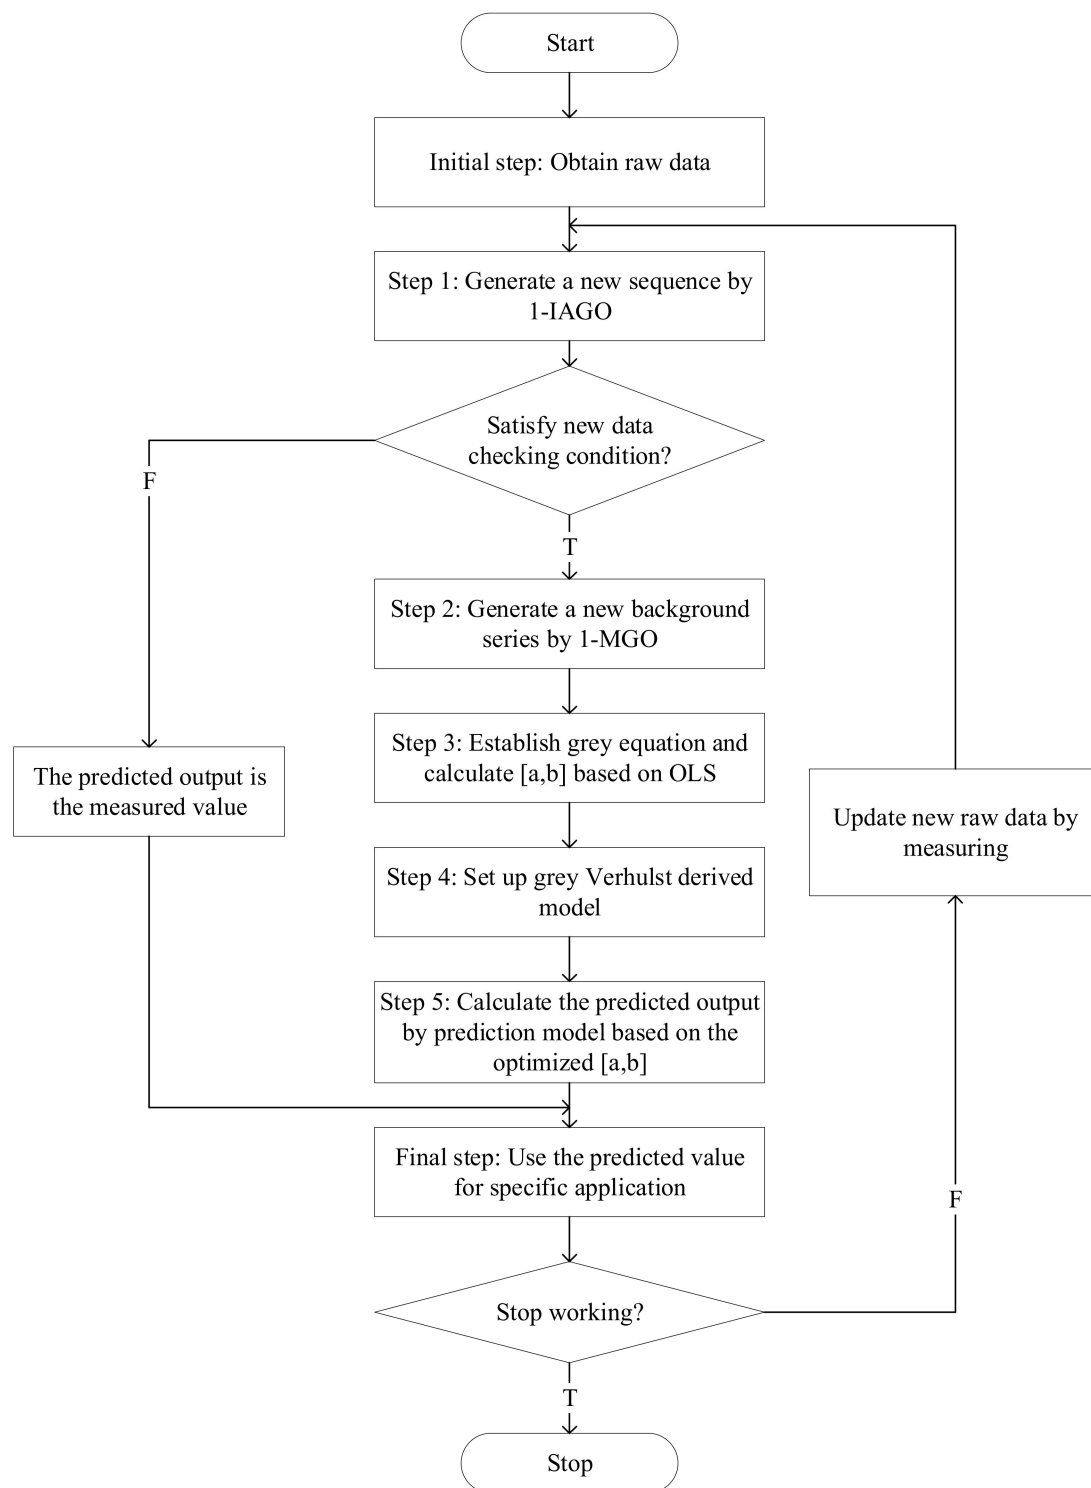 Start
Initial step: Obtain raw data
Step 1: Generate a new sequence by
1-IAGO
Satisfy new data
checking condition?
F
T
Step 2: Generate a new background
series by 1-MGO
Step 3: Establish grey equation and
calculate [a,b] based on OLS
The predicted output is
the measured value
Update new raw data by
measuring
Step 4: Set up grey Verhulst derived
model
Step 5: Calculate the predicted output
by prediction model based on the
optimized [a,b]
Final step: Use the predicted value
for specific application
F
Stop working?
T
Stop